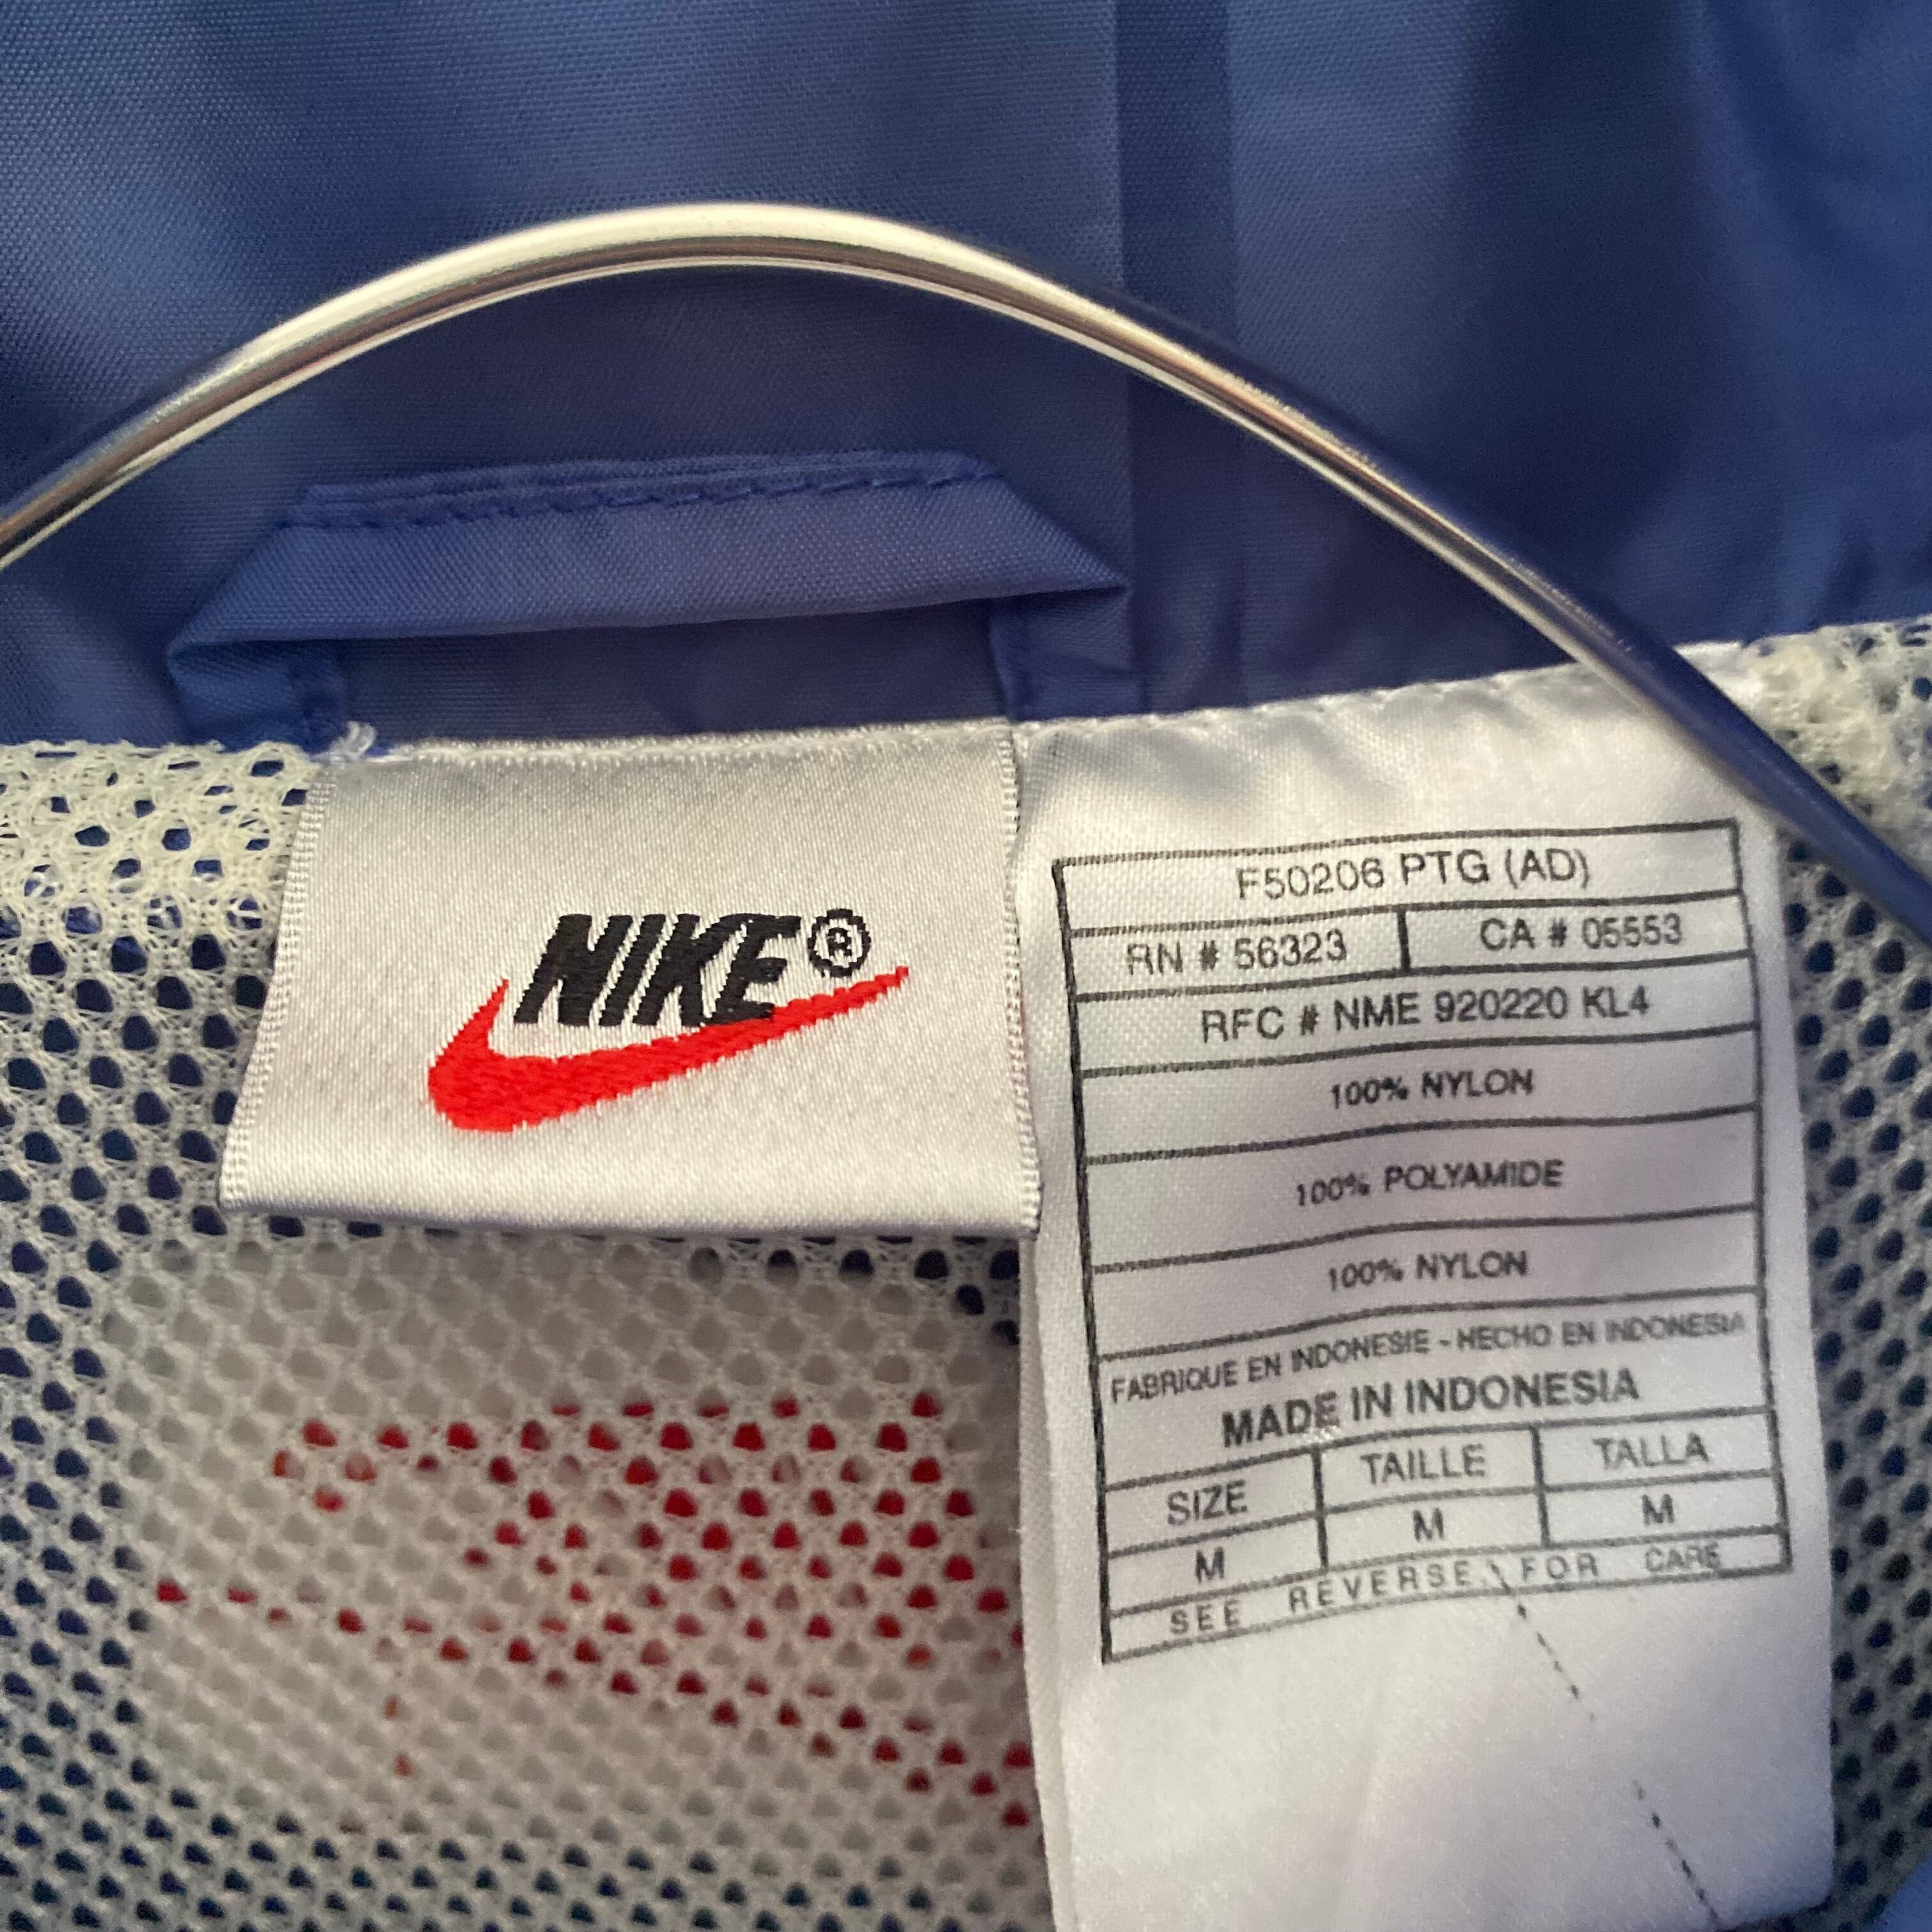 NIKE®
F50206 PTG (AD)
RN # 56323 CA # 05553
RFC # NME 920220 KL4
100% NYLON
100% POLYAMIDE
100% NYLON
FABRIQUE EN INDONESIE - HECHO EN INDONESIA
MADE IN INDONESIA
SIZE TAILLE TALLA
M M M
SEE REVERSE FOR CARE